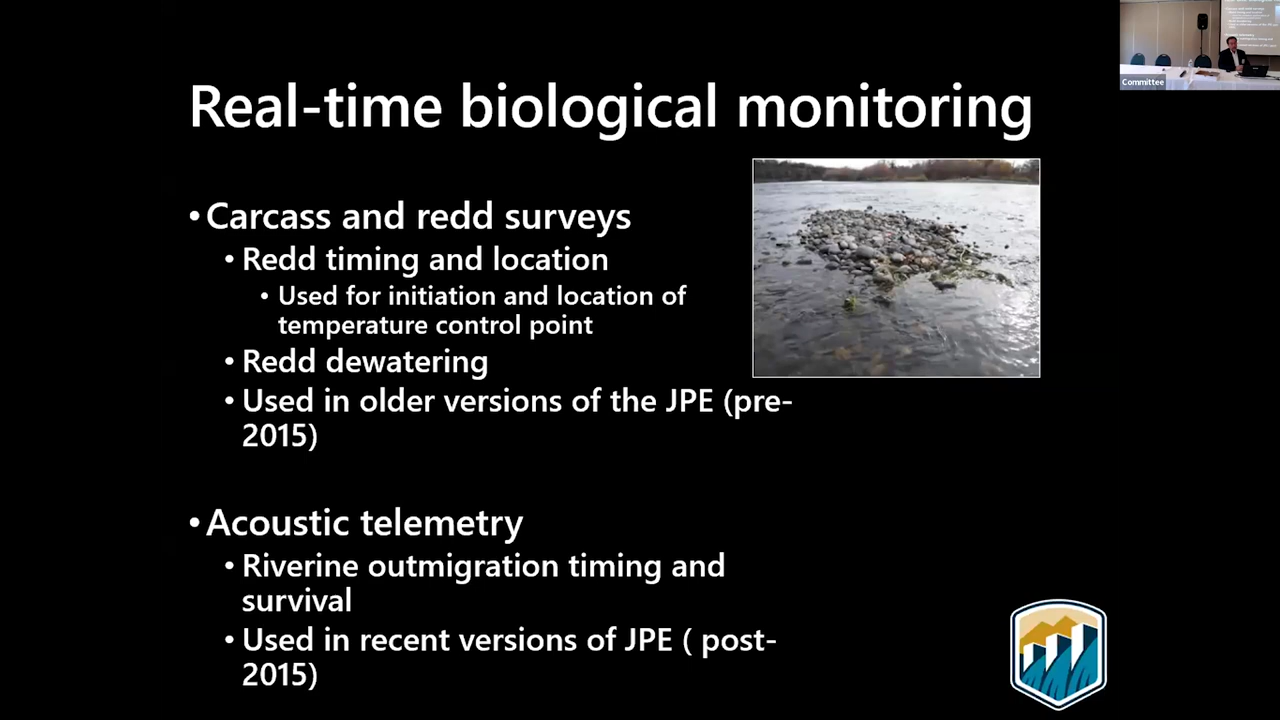 Real-time biological monitoring
•Carcass and redd surveys
• Redd timing and location
• Used for initiation and location of
temperature control point
• Redd dewatering
• Used in older versions of the JPE (pre-
2015)
•Acoustic telemetry
• Riverine outmigration timing and
survival
• Used in recent versions of JPE ( post-
2015)
Committee